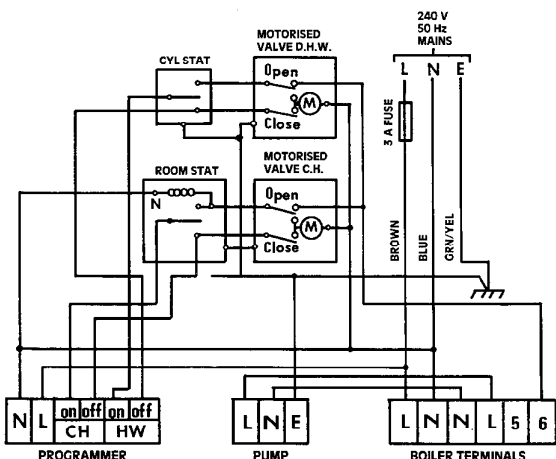 240 V
50 Hz
MAINS
L N E
MOTORISED
VALVE D.H.W.
CYL STAT
Open
M
Close
3 A FUSE
ROOM STAT
MOTORISED
VALVE C.H.
N
Open
M
Close
BROWN
BLUE
GRN/YEL
N L on off on off
CH HW
PROGRAMMER
L N E
PUMP
L N N L 5 6
BOILER TERMINALS